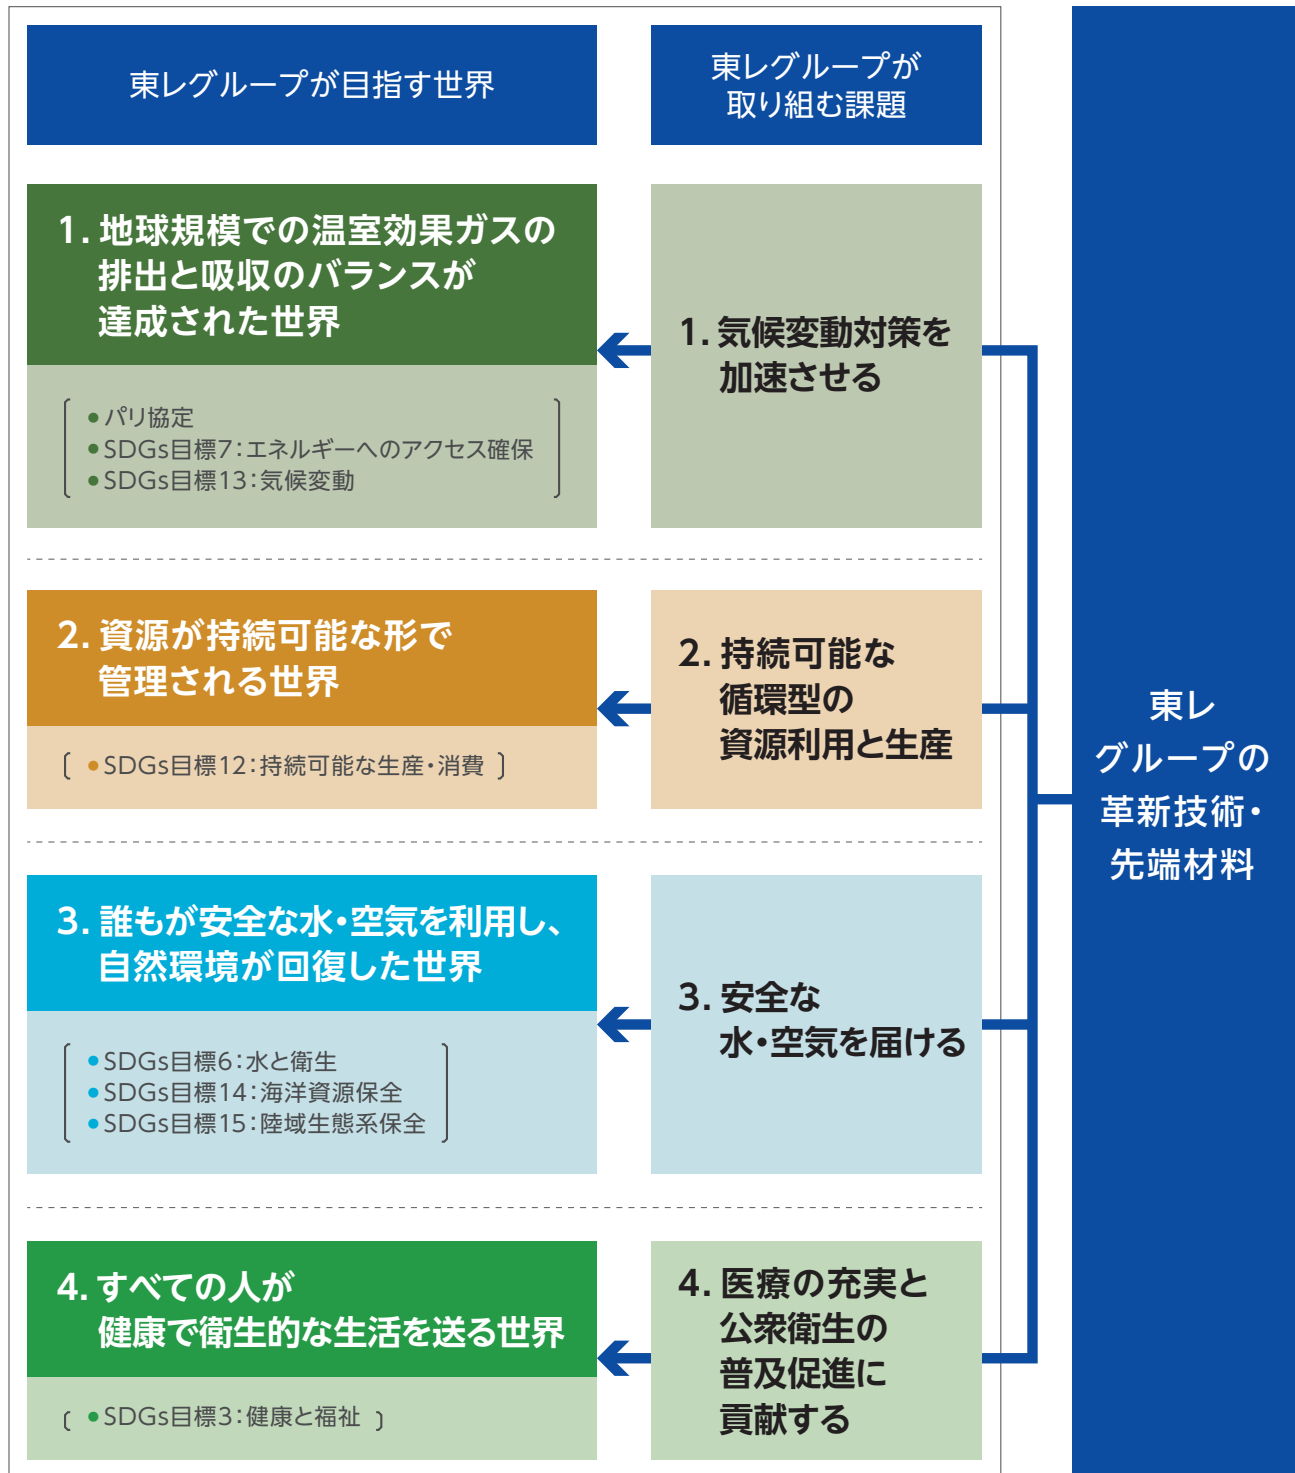 東レグループが目指す世界
東レグループが
取り組む課題
1. 地球規模での温室効果ガスの
排出と吸収のバランスが
達成された世界
● パリ協定
● SDGs目標7：エネルギーへのアクセス確保
● SDGs目標13：気候変動
1. 気候変動対策を
加速させる
2. 資源が持続可能な形で
管理される世界
● SDGs目標12：持続可能な生産・消費
2. 持続可能な
循環型の
資源利用と生産
3. 誰もが安全な水・空気を利用し、
自然環境が回復した世界
● SDGs目標6：水と衛生
● SDGs目標14：海洋資源保全
● SDGs目標15：陸域生態系保全
3. 安全な
水・空気を届ける
4. すべての人が
健康で衛生的な生活を送る世界
● SDGs目標3：健康と福祉
4. 医療の充実と
公衆衛生の
普及促進に
貢献する
東レ
グループの
革新技術・
先端材料